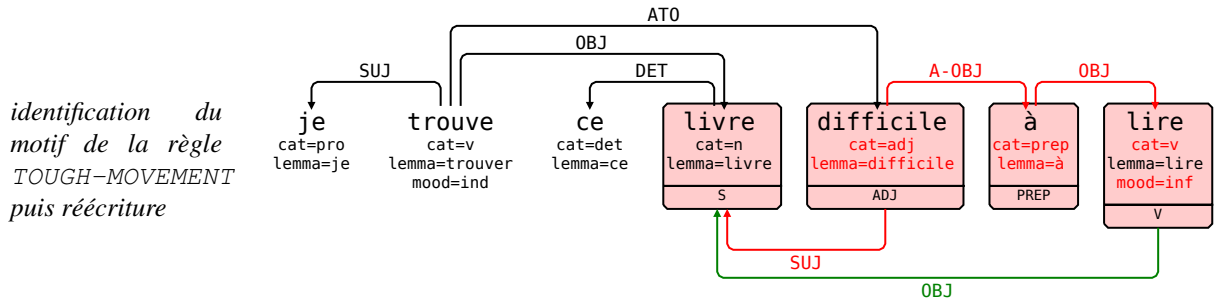 ATO
OBJ
SUJ DET A-OBJ OBJ
identification du
motif de la règle
TOUGH-MOVEMENT
puis réécriture
je trouve ce livre difficile à lire
cat=pro cat=v cat=det cat=n cat=adj cat=prep cat=v
lemma=je lemma=trouver lemma=ce lemma=livre lemma=difficile lemma=à lemma=lire
mood=ind mood=inf
S ADJ PREP V
SUJ
OBJ